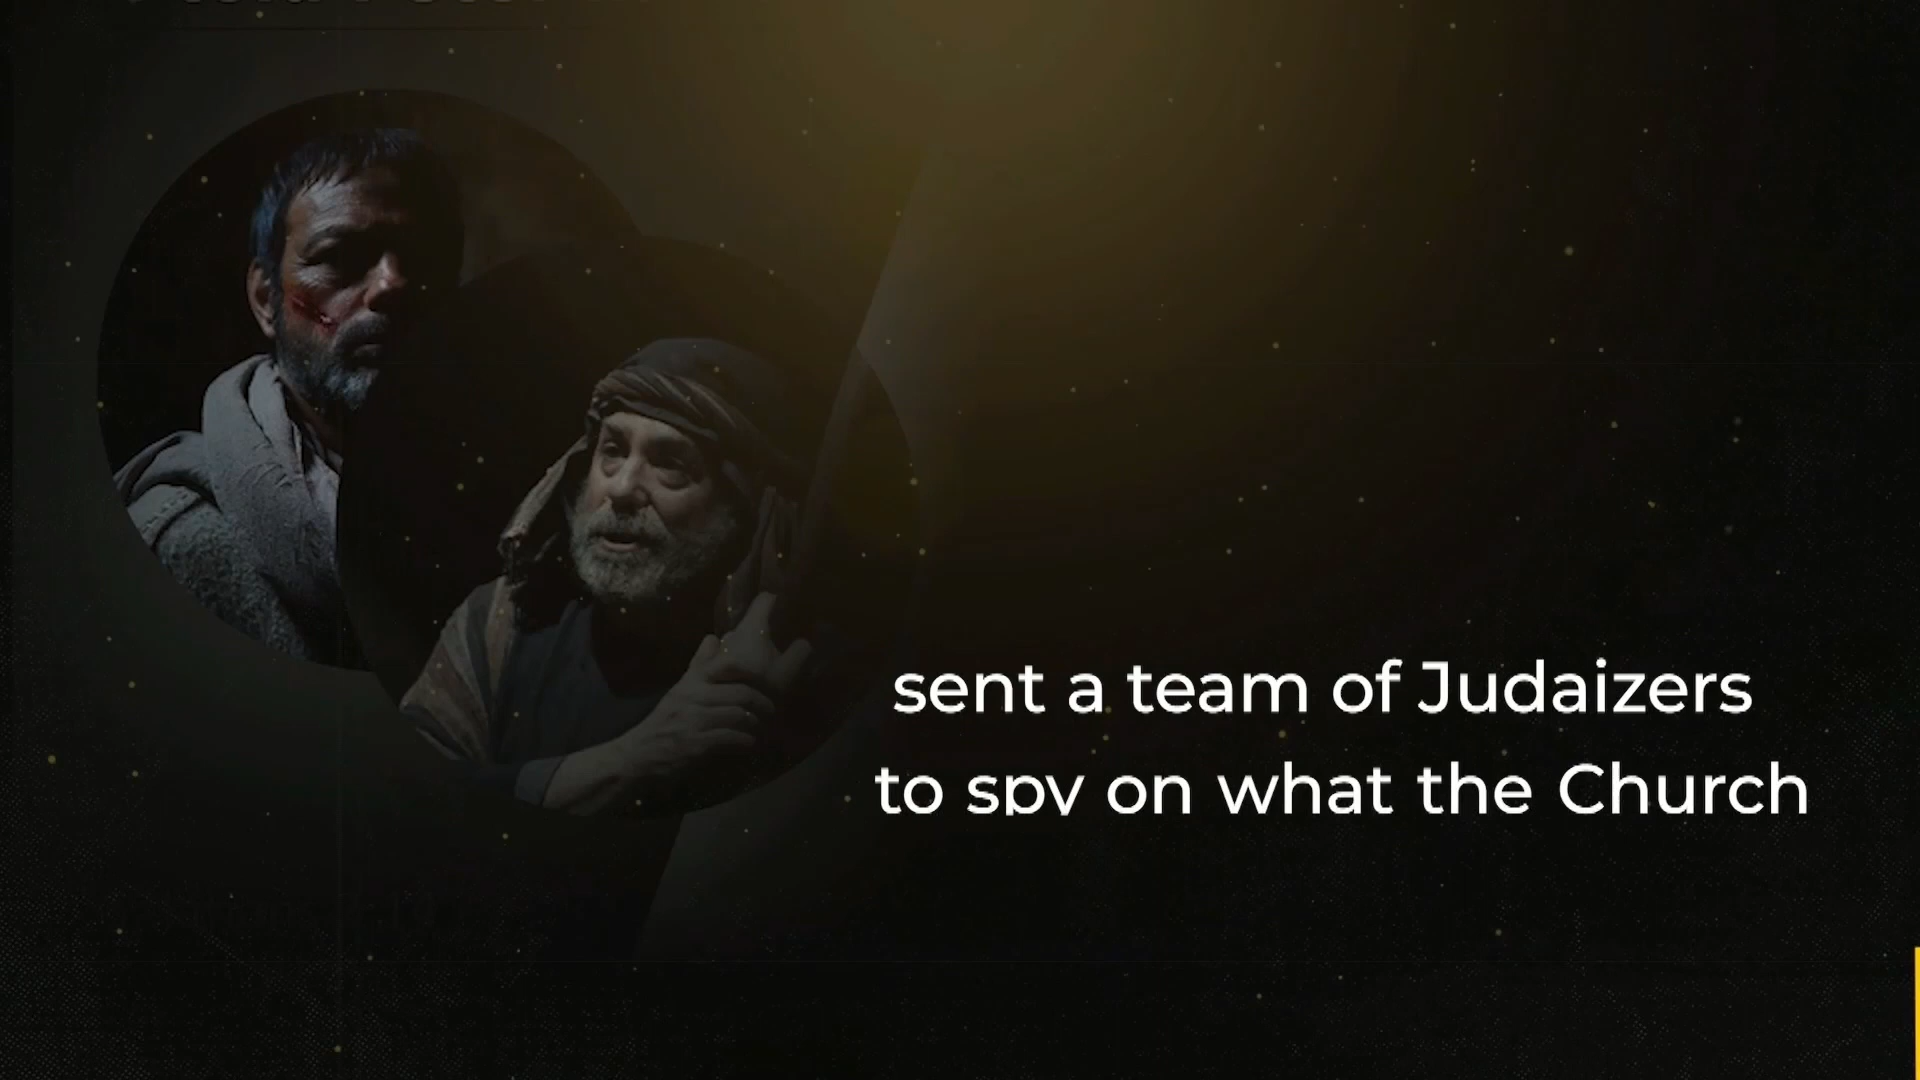 sent a team of Judaizers
to spy on what the Church